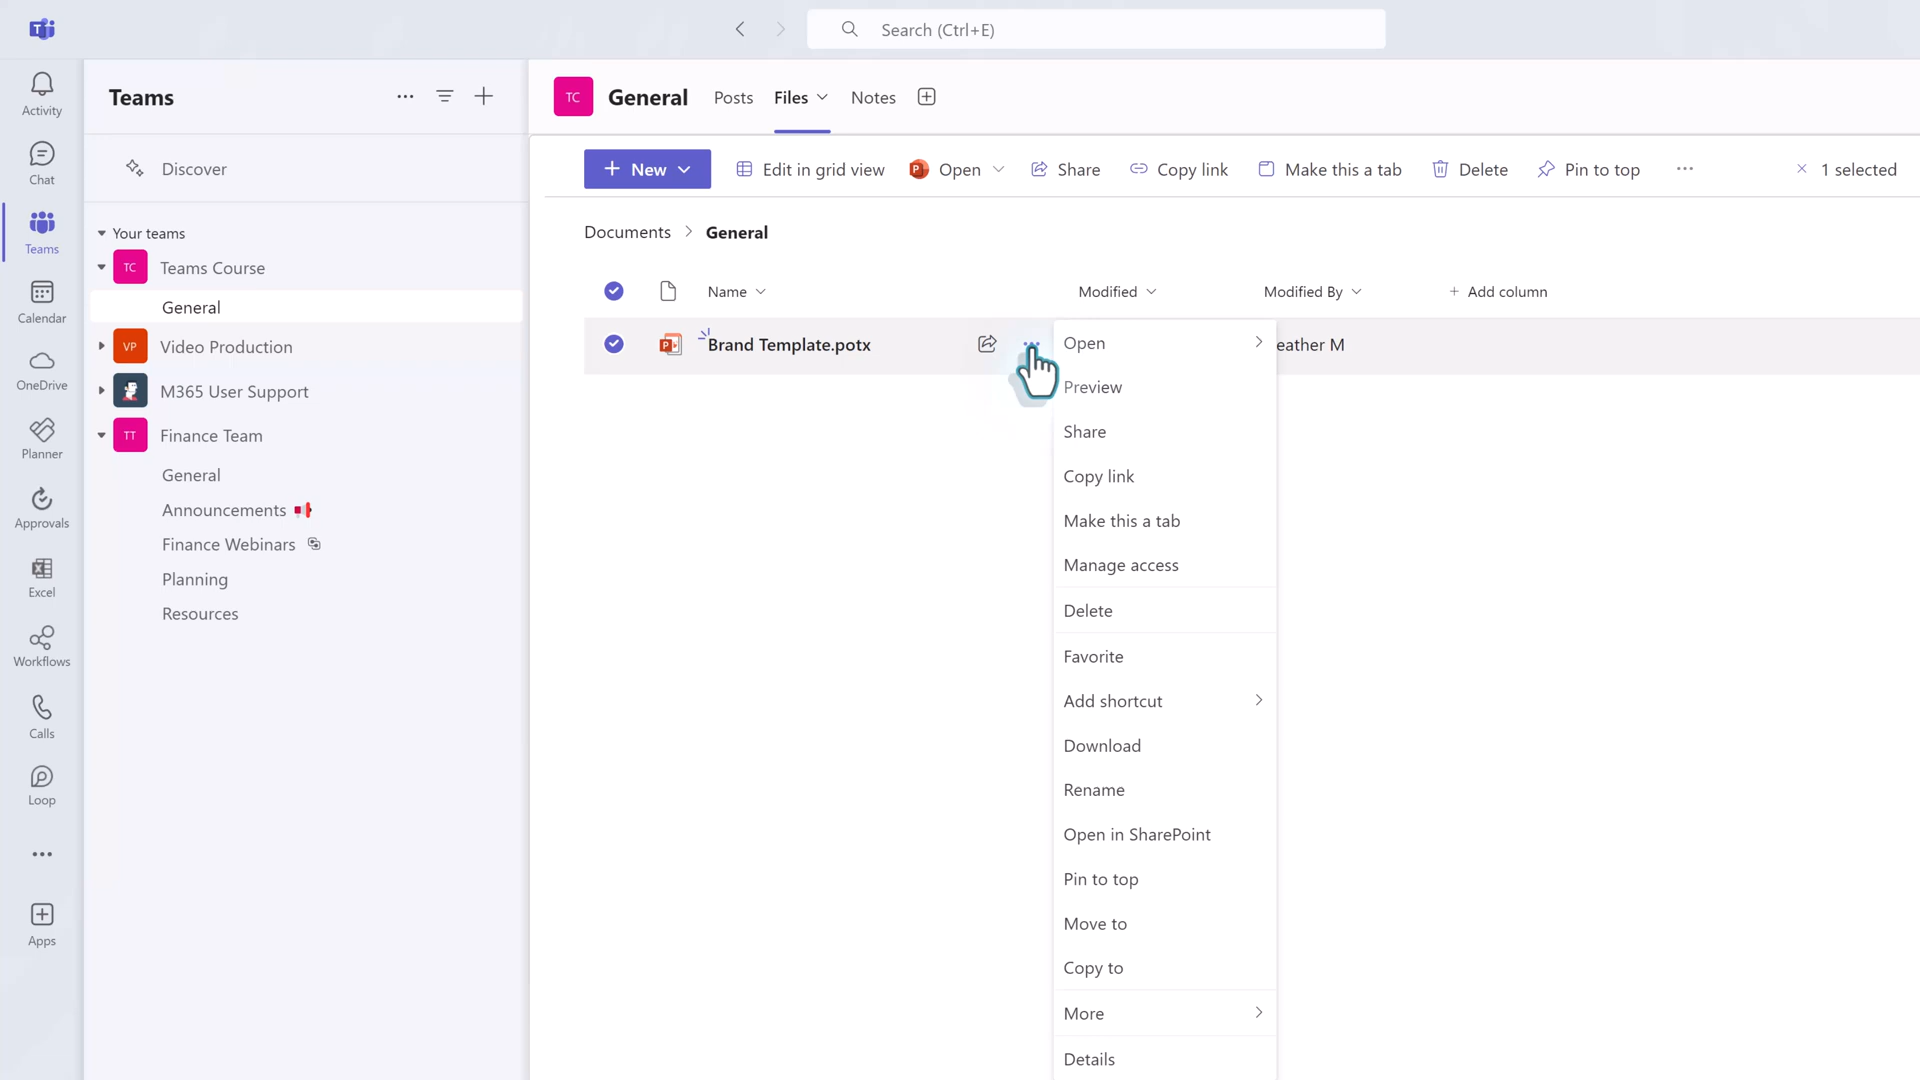 Search (Ctrl+E)
Activity
Chat
Teams
Calendar
OneDrive
Planner
Approvals
Excel
Workflows
Calls
Loop
Apps
Teams
Discover
Your teams
TC Teams Course
General
VP Video Production
M365 User Support
TT Finance Team
General
Announcements
Finance Webinars
Planning
Resources
TC General Posts Files Notes
New Edit in grid view Open Share Copy link Make this a tab Delete Pin to top 1 selected
Documents > General
Name Modified Modified By + Add column
Brand Template.potx eather M
Open
Preview
Share
Copy link
Make this a tab
Manage access
Delete
Favorite
Add shortcut
Download
Rename
Open in SharePoint
Pin to top
Move to
Copy to
More
Details